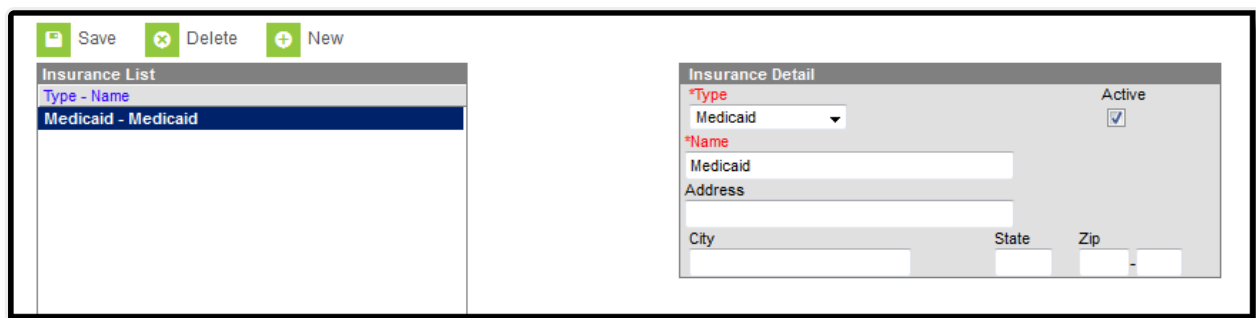 Save Delete New
Insurance List
Type - Name
Medicaid - Medicaid
Insurance Detail
*Type Active
Medicaid
*Name
Medicaid
Address
City State Zip
-